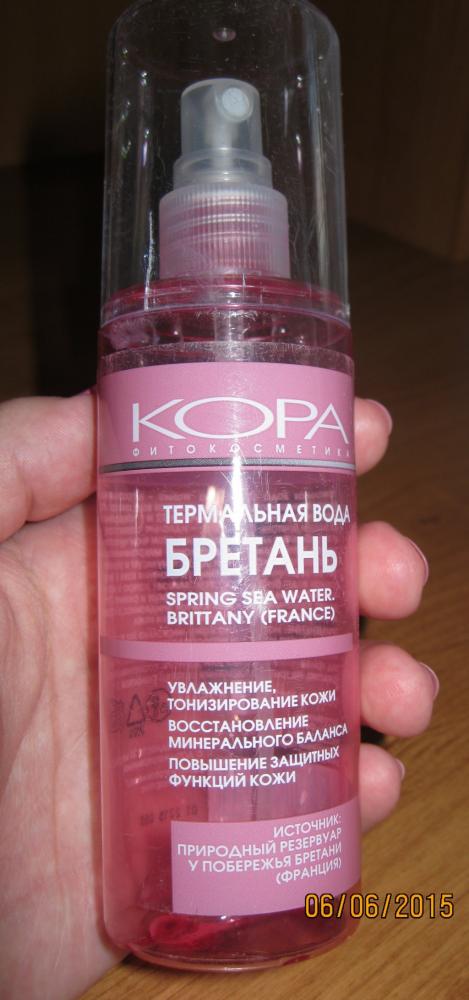 КОРА
ФИТОКОСМЕТИКА
ТЕРМАЛЬНАЯ ВОДА
БРЕТАНЬ
SPRING SEA WATER.
BRITTANY (FRANCE)
УВЛАЖНЕНИЕ,
ТОНИЗИРОВАНИЕ КОЖИ
ВОССТАНОВЛЕНИЕ
МИНЕРАЛЬНОГО БАЛАНСА
ПОВЫШЕНИЕ ЗАЩИТНЫХ
ФУНКЦИЙ КОЖИ
ИСТОЧНИК:
ПРИРОДНЫЙ РЕЗЕРВУАР
У ПОБЕРЕЖЬЯ БРЕТАНИ
(ФРАНЦИЯ)
06/06/2015